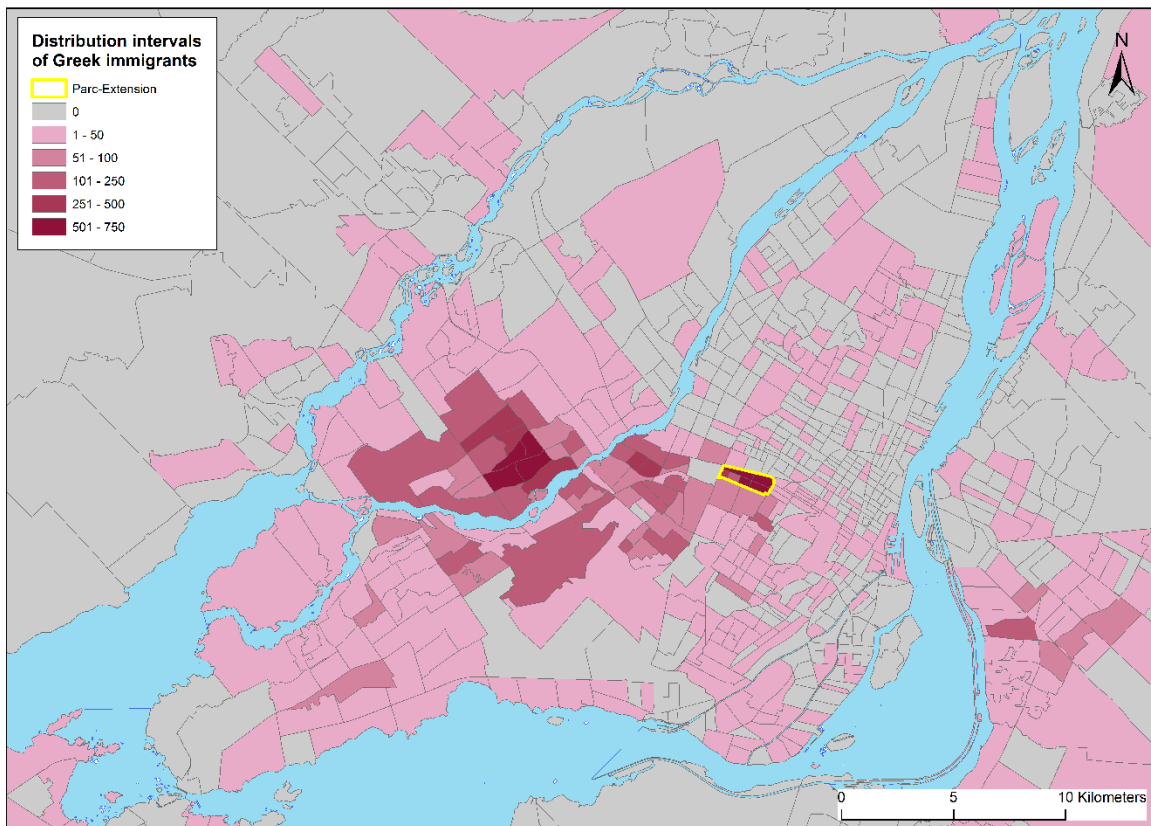 Distribution intervals
of Greek immigrants
Parc-Extension
0
1 - 50
51 - 100
101 - 250
251 - 500
501 - 750
N
0 5 10 Kilometers